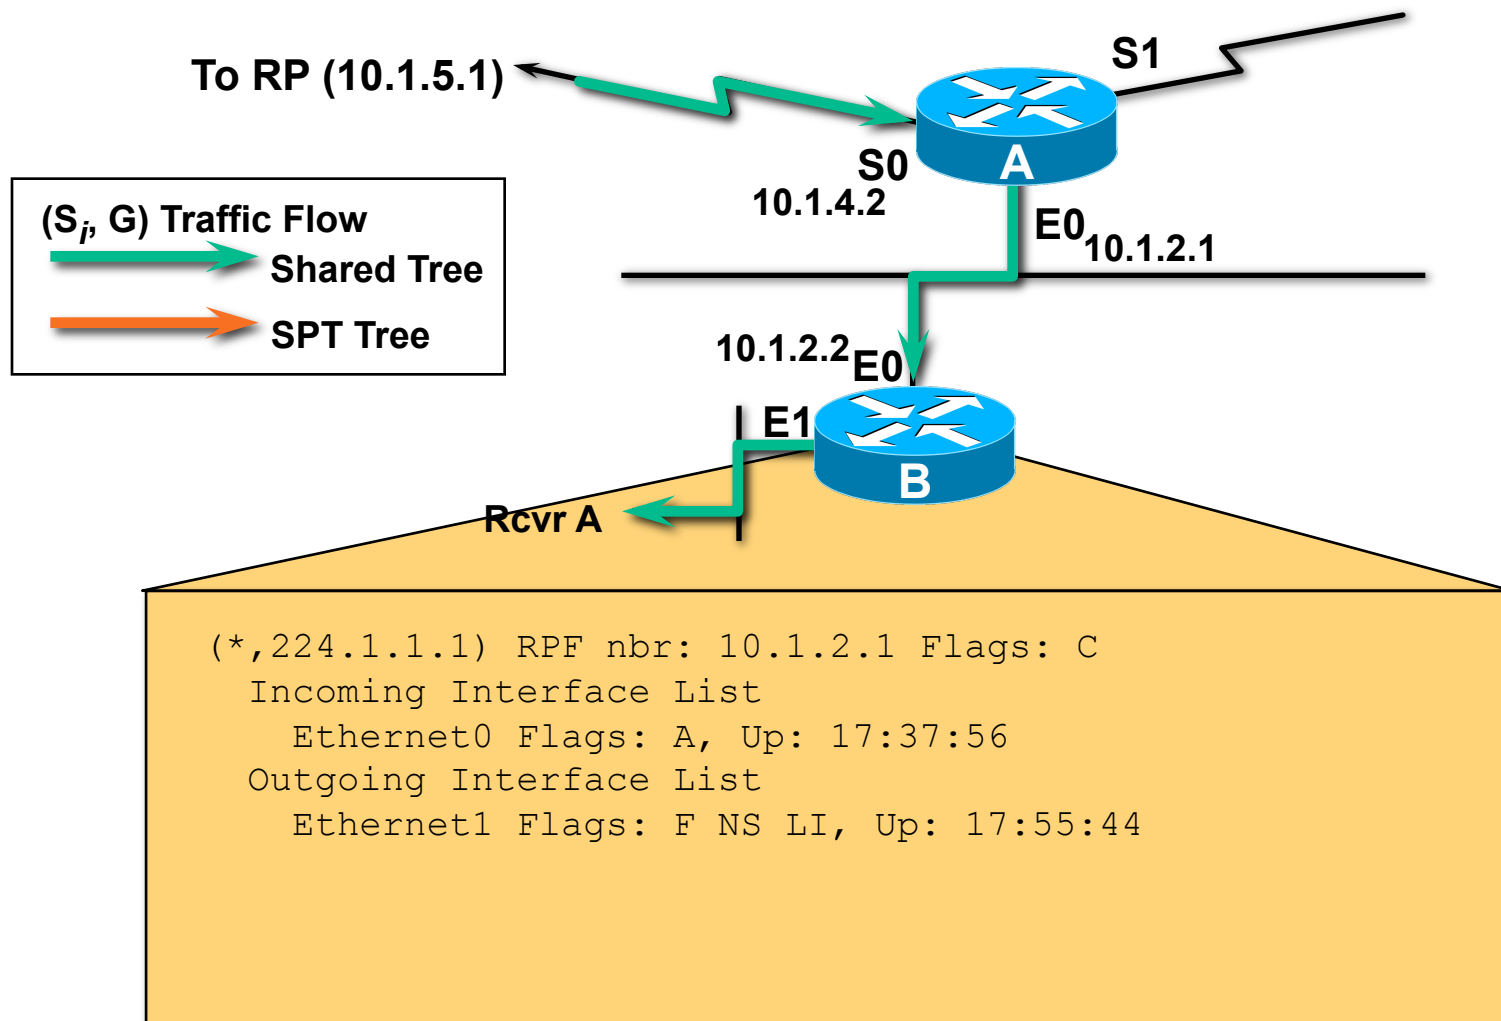 S1
To RP (10.1.5.1)
A
S0
10.1.4.2
(Si, G) Traffic Flow
Shared Tree
SPT Tree
E0
10.1.2.1
10.1.2.2
E0
E1
B
Rcvr A
(*,224.1.1.1) RPF nbr: 10.1.2.1 Flags: C
Incoming Interface List
Ethernet0 Flags: A, Up: 17:37:56
Outgoing Interface List
Ethernet1 Flags: F NS LI, Up: 17:55:44